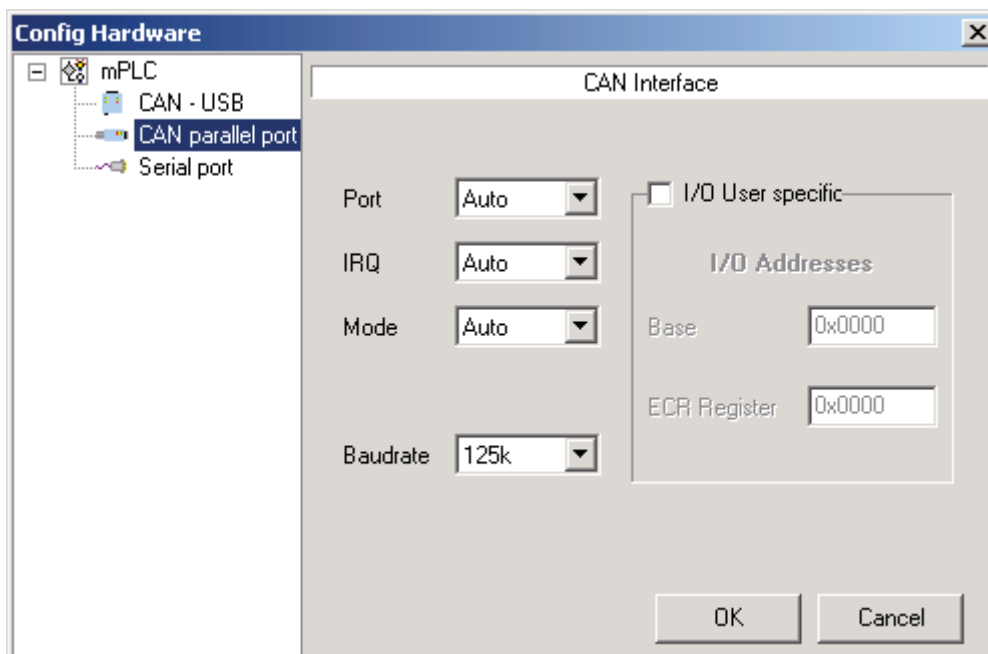 Config Hardware
mPLC
CAN - USB
CAN parallel port
Serial port
CAN Interface
Port Auto
IRQ Auto
Mode Auto
Baudrate 125k
I/O User specific
I/O Addresses
Base 0x0000
ECR Register 0x0000
OK Cancel